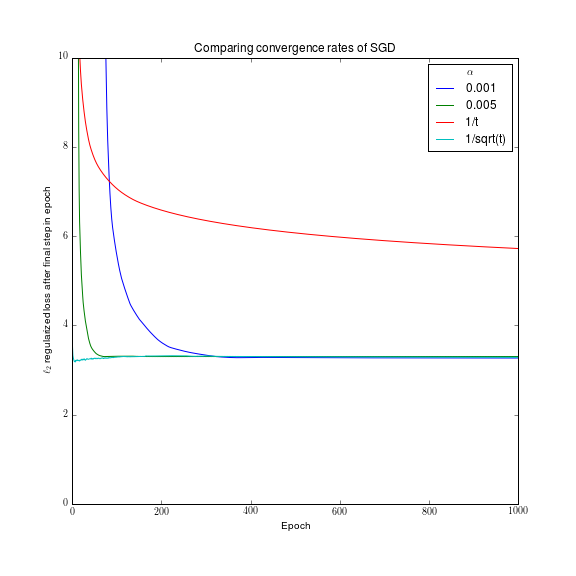 Comparing convergence rates of SGD
α
0.001
0.005
1/t
1/sqrt(t)
ℓ2 regularized loss after final step in epoch
10
8
6
4
2
0
0 200 400 600 800 1000
Epoch